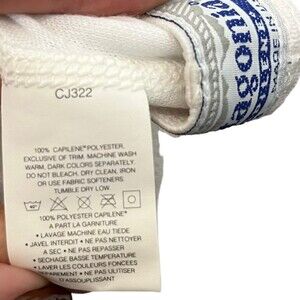 CJ322
100% CAPILENE® POLYESTER,
EXCLUSIVE OF TRIM. MACHINE WASH
WARM, DARK COLORS SEPARATELY.
DO NOT BLEACH, DRY CLEAN, IRON
OR USE FABRIC SOFTENERS.
TUMBLE DRY LOW.
40°
100 % POLYESTER CAPILENE®
A PART LA GARNITURE
• LAVAGE MACHINE EAU TIEDE
• JAVEL INTERDIT • NE PAS NETTOYER
A SEC • NE PAS REPASSER
• SECHAGE BASSE TEMPERATURE
• LAVER LES COULEURS FONCEES
SEPAREMENT • NE PAS UTILISER
D'ASSOUPLISSANT •
MADE IN